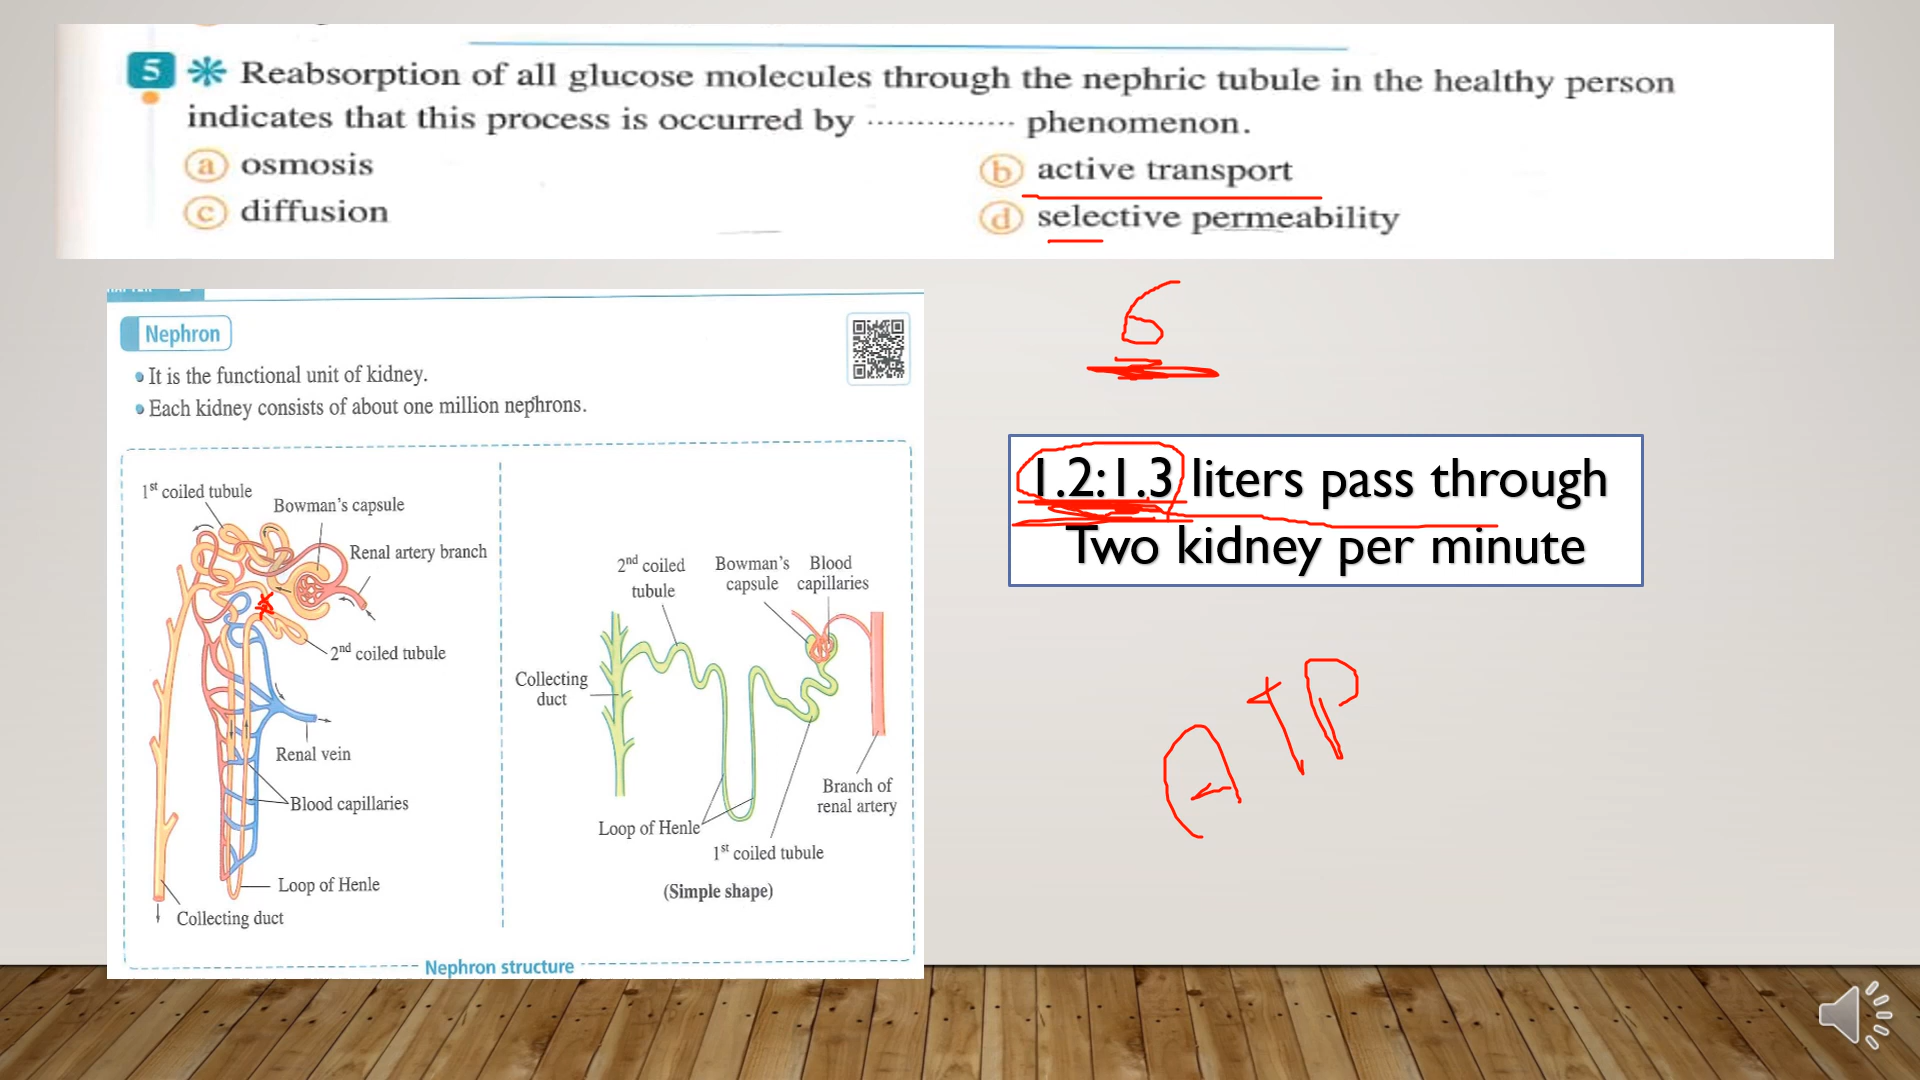 5 Reabsorption of all glucose molecules through the nephric tubule in the healthy person
indicates that this process is occurred by ............... phenomenon.
a osmosis
b active transport
c diffusion
d selective permeability
Nephron
• It is the functional unit of kidney.
• Each kidney consists of about one million nephrons.
1st coiled tubule
Bowman's capsule
Renal artery branch
2nd coiled tubule
Renal vein
Blood capillaries
Loop of Henle
Collecting duct
2nd coiled
tubule
Bowman's
capsule
Blood
capillaries
Collecting
duct
Branch of
renal artery
Loop of Henle
1st coiled tubule
(Simple shape)
Nephron structure
1.2:1.3 liters pass through
Two kidney per minute
ATP